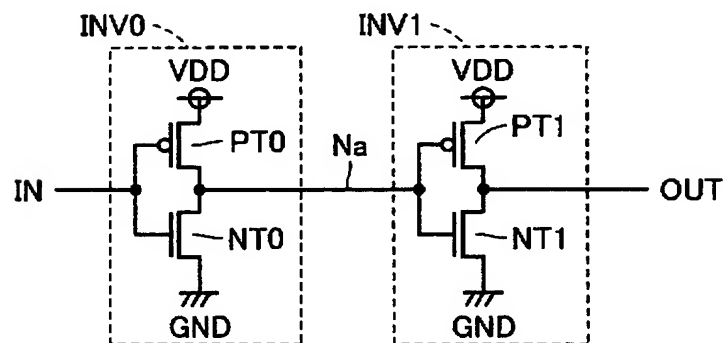 INV0
INV1
VDD
VDD
PT0
PT1
Na
IN
OUT
NT0
NT1
GND
GND